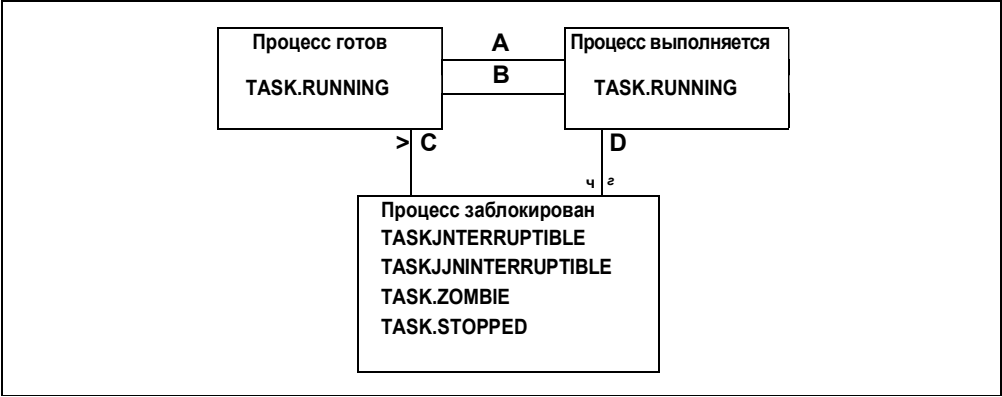 Процесс готов
TASK.RUNNING
A
B
Процесс выполняется
TASK.RUNNING
> C
D
ч г
Процесс заблокирован
TASKJNTERRUPTIBLE
TASKJJNINTERRUPTIBLE
TASK.ZOMBIE
TASK.STOPPED